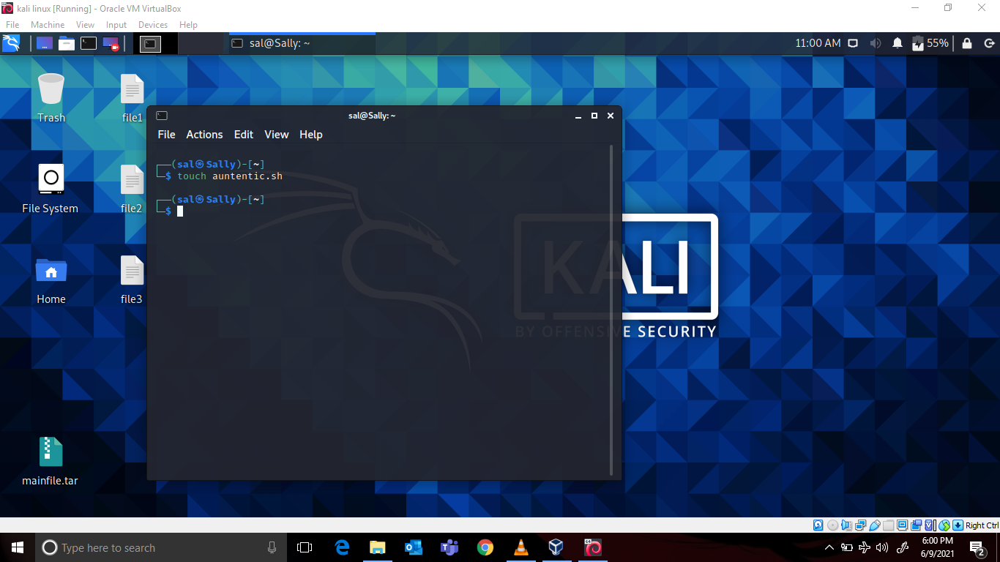 kali linux [Running] - Oracle VM VirtualBox
File Machine View Input Devices Help
sal@Sally: ~
11:00 AM
55%
Trash
file1
File System
file2
Home
file3
mainfile.tar
sal@Sally: ~
File Actions Edit View Help
┌──(sal㉿Sally)-[~]
└─$ touch auntentic.sh
┌──(sal㉿Sally)-[~]
└─$
KALI
BY OFFENSIVE SECURITY
Right Ctrl
Type here to search
64
6:00 PM
6/9/2021
2